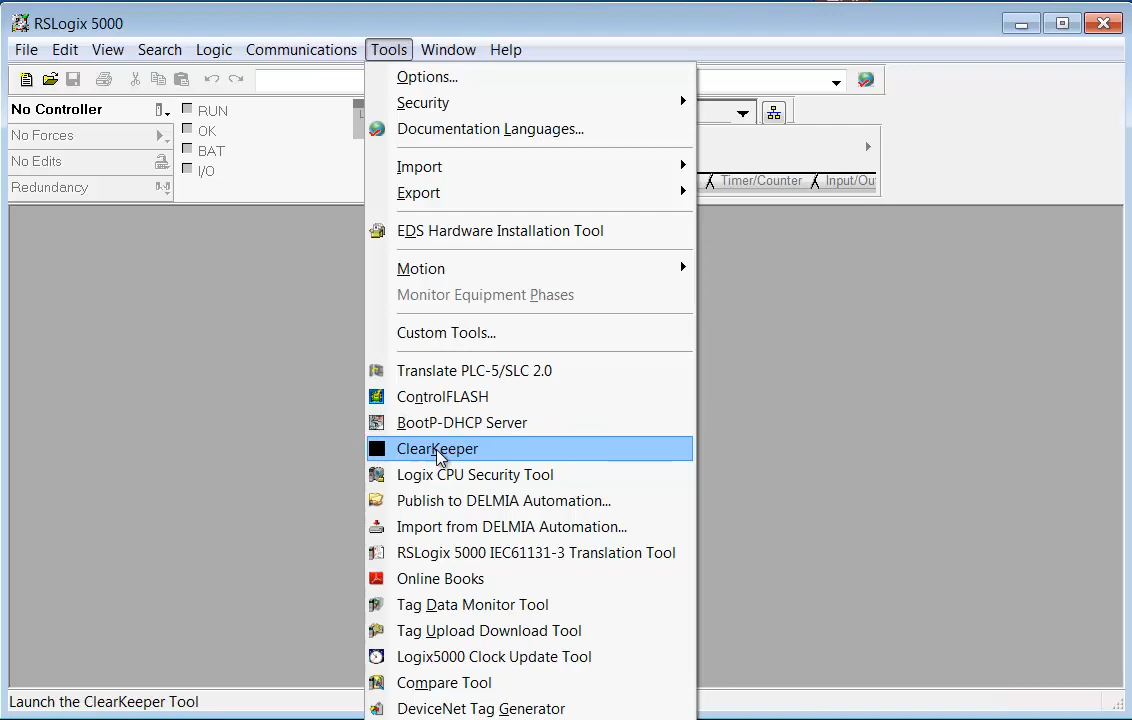 RSLogix 5000
File Edit View Search Logic Communications Tools Window Help
No Controller
No Forces
No Edits
Redundancy
RUN
OK
BAT
I/O
Options...
Security
Documentation Languages...
Import
Export
EDS Hardware Installation Tool
Motion
Monitor Equipment Phases
Custom Tools...
Translate PLC-5/SLC 2.0
ControlFLASH
BootP-DHCP Server
ClearKeeper
Logix CPU Security Tool
Publish to DELMIA Automation...
Import from DELMIA Automation...
RSLogix 5000 IEC61131-3 Translation Tool
Online Books
Tag Data Monitor Tool
Tag Upload Download Tool
Logix5000 Clock Update Tool
Compare Tool
DeviceNet Tag Generator
Timer/Counter Input/Ou
Launch the ClearKeeper Tool